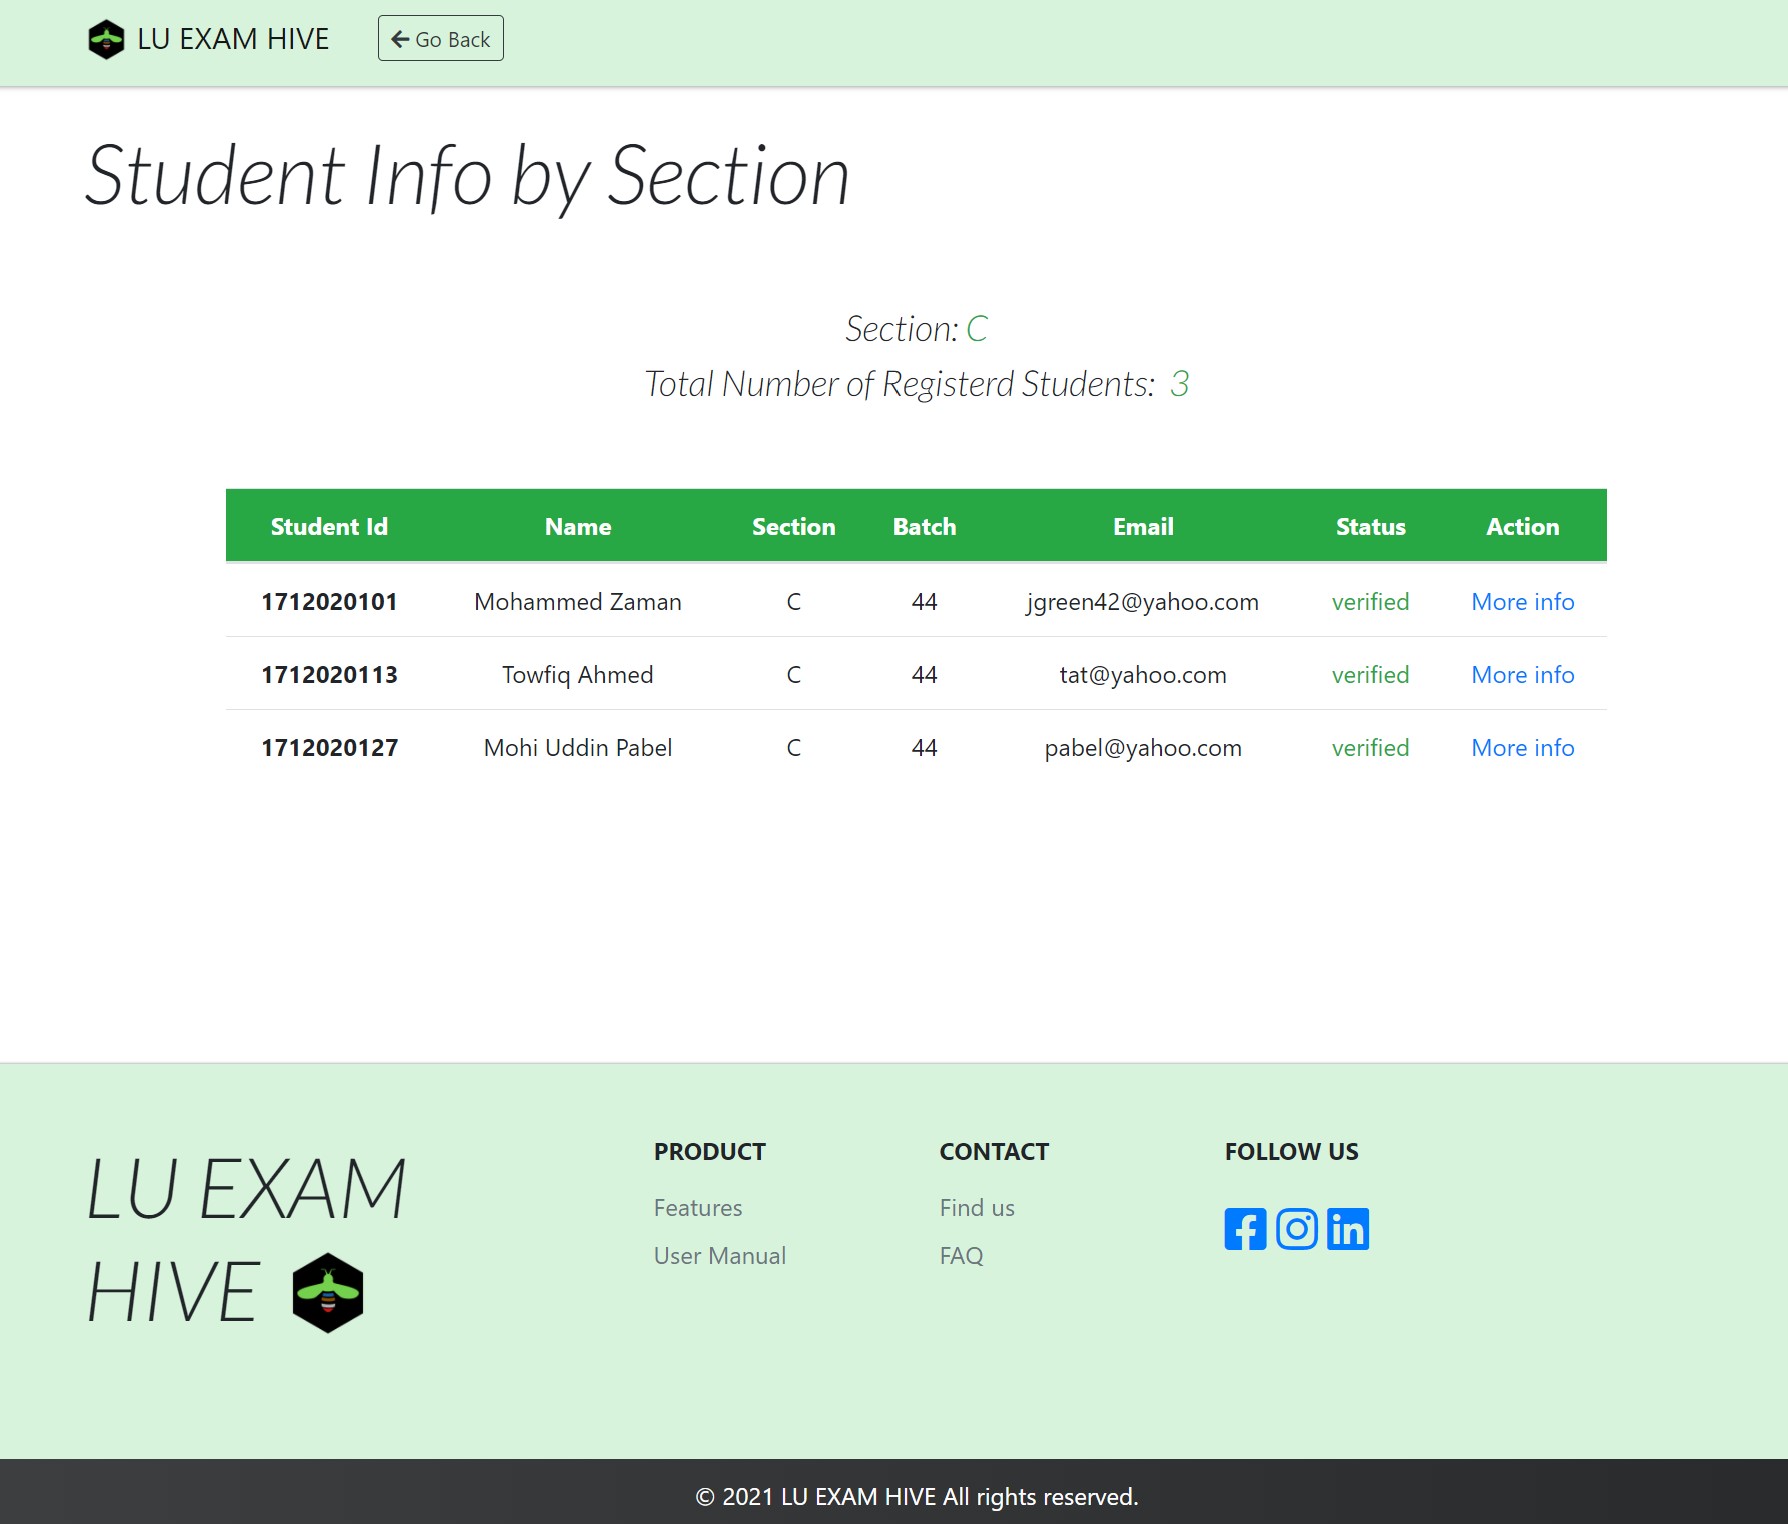 LU EXAM HIVE Go Back
Student Info by Section
Section: C
Total Number of Registerd Students: 3
Student Id Name Section Batch Email Status Action
1712020101 Mohammed Zaman C 44 jgreen42@yahoo.com verified More info
1712020113 Towfiq Ahmed C 44 tat@yahoo.com verified More info
1712020127 Mohi Uddin Pabel C 44 pabel@yahoo.com verified More info
LU EXAM
HIVE
PRODUCT
Features
User Manual
CONTACT
Find us
FAQ
FOLLOW US
© 2021 LU EXAM HIVE All rights reserved.